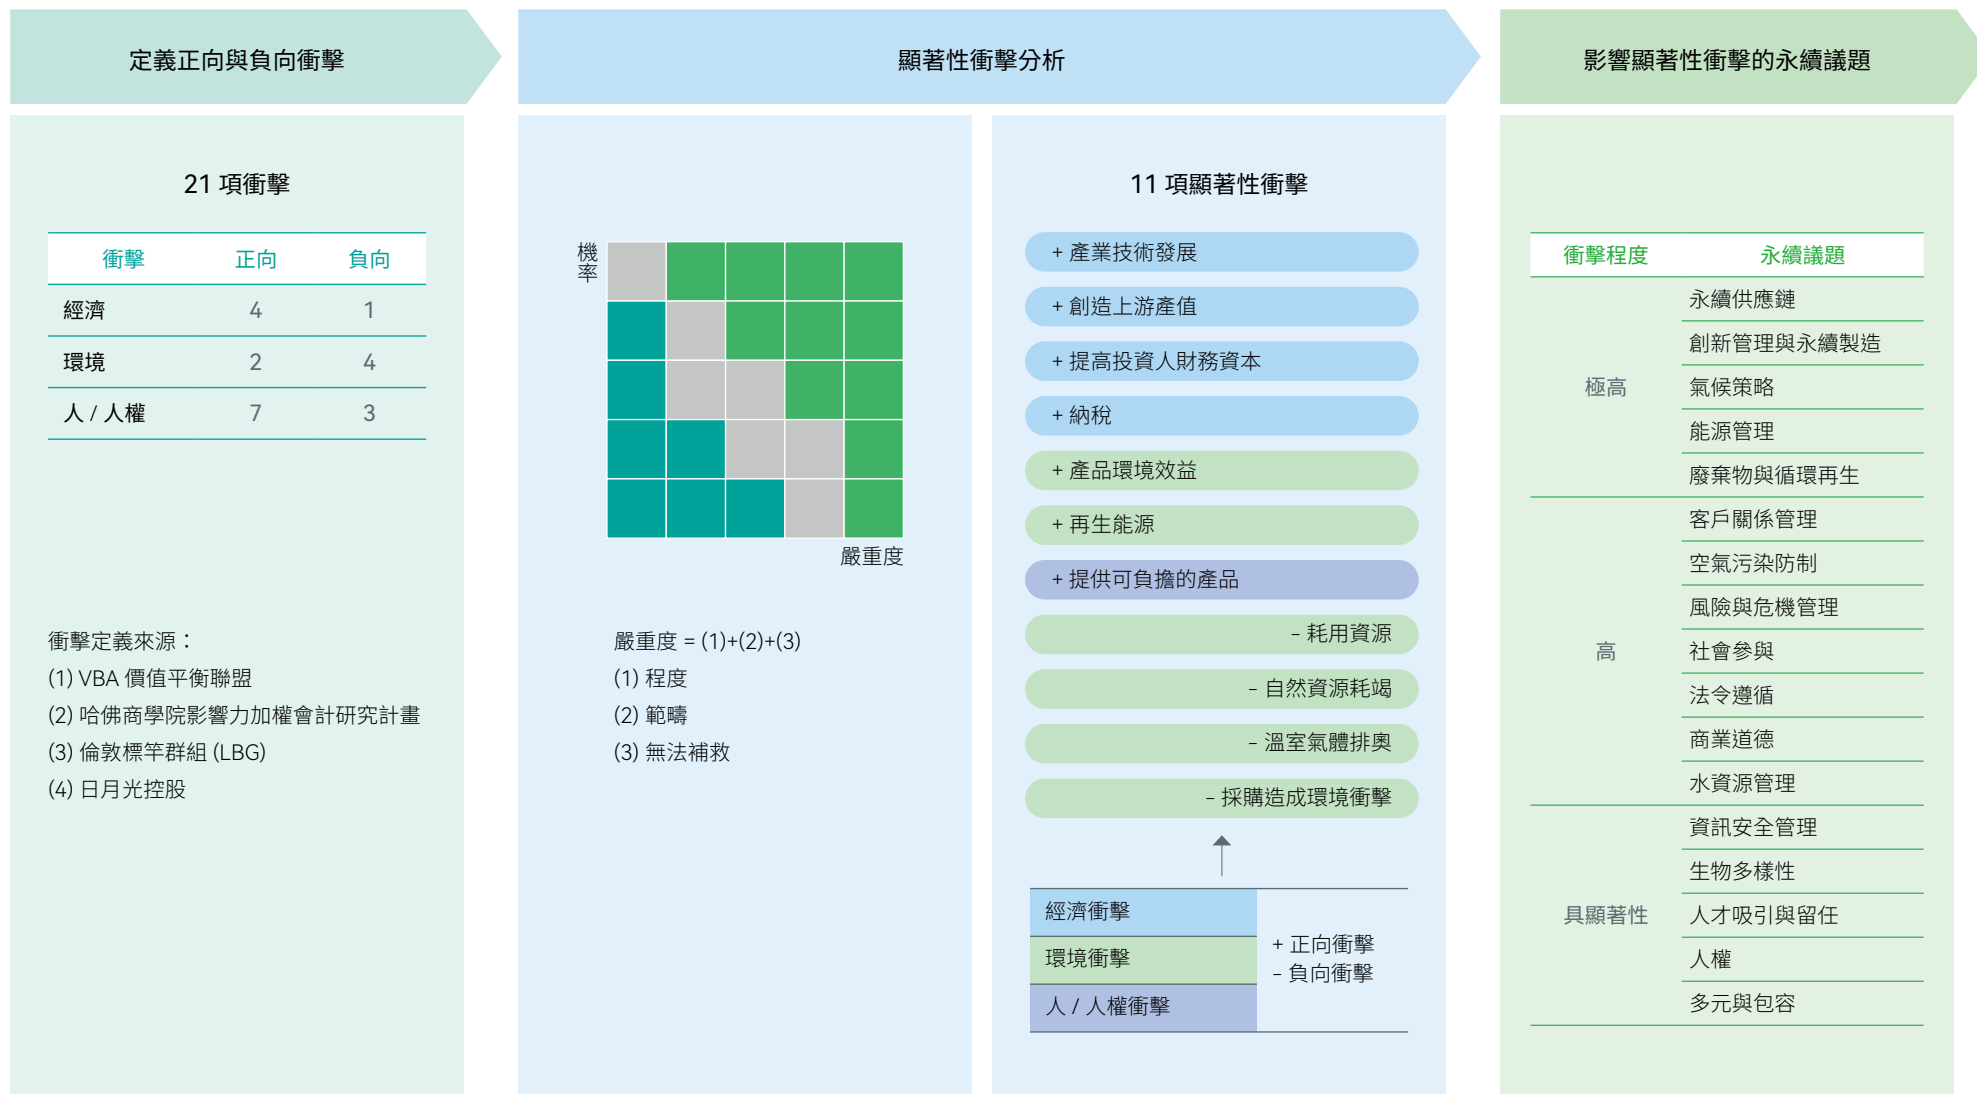 定義正向與負向衝擊
顯著性衝擊分析
影響顯著性衝擊的永續議題
21 項衝擊
衝擊 正向 負向
經濟 4 1
環境 2 4
人 / 人權 7 3
衝擊定義來源：
(1) VBA 價值平衡聯盟
(2) 哈佛商學院影響力加權會計研究計畫
(3) 倫敦標竿群組 (LBG)
(4) 日月光控股
機率
嚴重度
嚴重度 = (1)+(2)+(3)
(1) 程度
(2) 範疇
(3) 無法補救
11 項顯著性衝擊
+ 產業技術發展
+ 創造上游產值
+ 提高投資人財務資本
+ 納稅
+ 產品環境效益
+ 再生能源
+ 提供可負擔的產品
– 耗用資源
– 自然資源耗竭
– 溫室氣體排奧
– 採購造成環境衝擊
經濟衝擊
環境衝擊
人 / 人權衝擊
+ 正向衝擊
– 負向衝擊
衝擊程度 永續議題
極高
永續供應鏈
創新管理與永續製造
氣候策略
能源管理
廢棄物與循環再生
高
客戶關係管理
空氣污染防制
風險與危機管理
社會參與
法令遵循
商業道德
水資源管理
具顯著性
資訊安全管理
生物多樣性
人才吸引與留任
人權
多元與包容